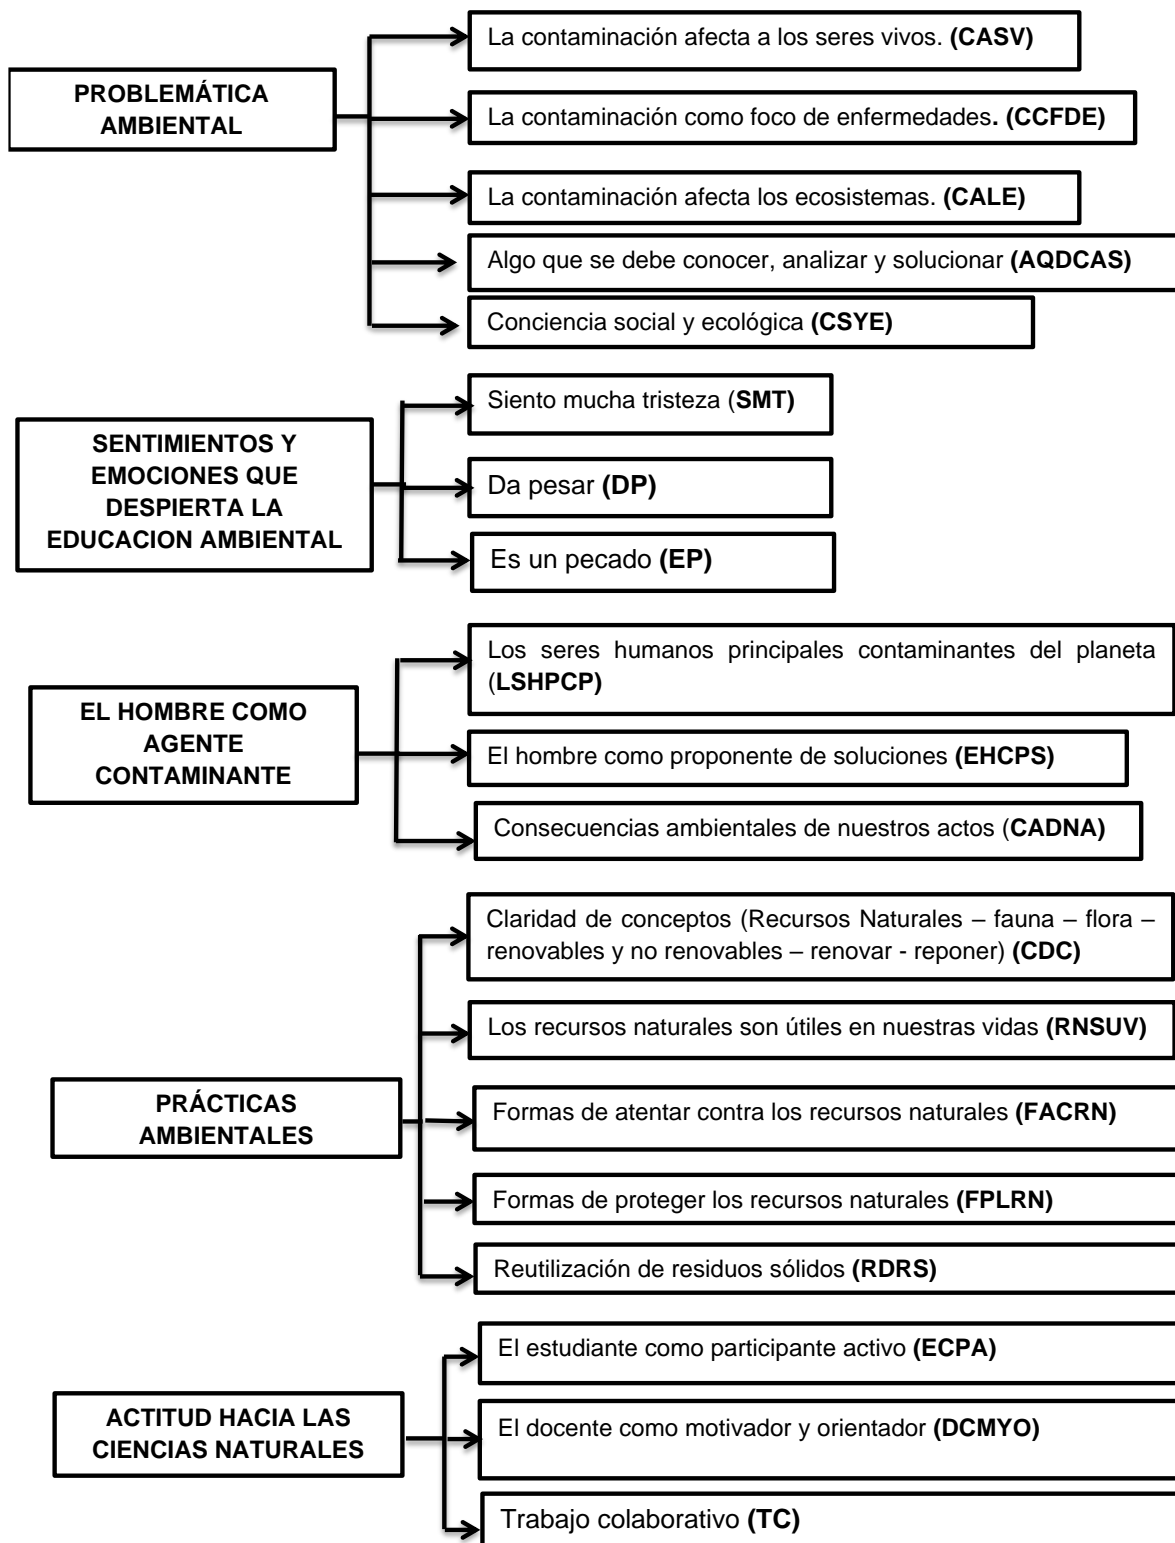 PROBLEMÁTICA
AMBIENTAL
La contaminación afecta a los seres vivos. (CASV)
La contaminación como foco de enfermedades. (CCFDE)
La contaminación afecta los ecosistemas. (CALE)
Algo que se debe conocer, analizar y solucionar (AQDCAS)
Conciencia social y ecológica (CSYE)
SENTIMIENTOS Y
EMOCIONES QUE
DESPIERTA LA
EDUCACION AMBIENTAL
Siento mucha tristeza (SMT)
Da pesar (DP)
Es un pecado (EP)
EL HOMBRE COMO
AGENTE
CONTAMINANTE
Los seres humanos principales contaminantes del planeta
(LSHPCP)
El hombre como proponente de soluciones (EHCPS)
Consecuencias ambientales de nuestros actos (CADNA)
PRÁCTICAS
AMBIENTALES
Claridad de conceptos (Recursos Naturales – fauna – flora –
renovables y no renovables – renovar - reponer) (CDC)
Los recursos naturales son útiles en nuestras vidas (RNSUV)
Formas de atentar contra los recursos naturales (FACRN)
Formas de proteger los recursos naturales (FPLRN)
Reutilización de residuos sólidos (RDRS)
ACTITUD HACIA LAS
CIENCIAS NATURALES
El estudiante como participante activo (ECPA)
El docente como motivador y orientador (DCMYO)
Trabajo colaborativo (TC)